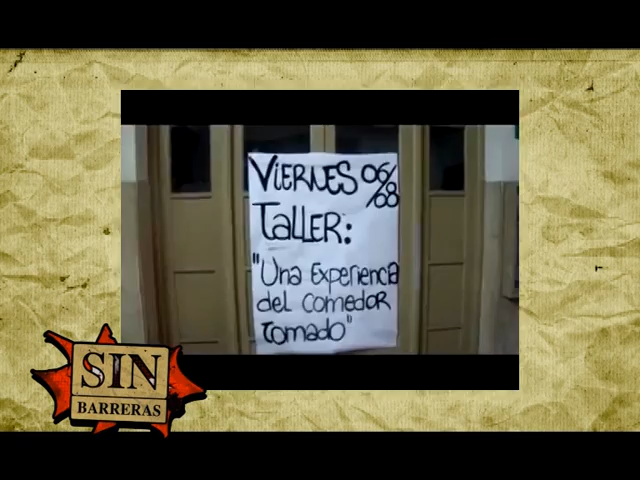 VIERNES 06/08
TALLER:
"Una Experiencia
del comedor
Tomado"
SIN
BARRERAS